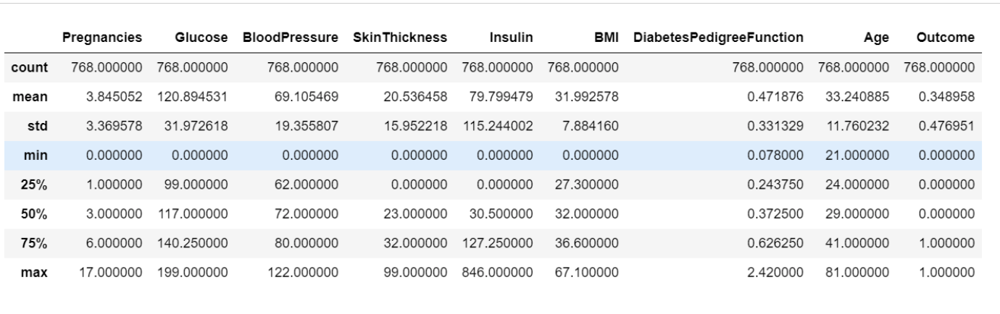 Pregnancies Glucose BloodPressure SkinThickness Insulin BMI DiabetesPedigreeFunction Age Outcome
count 768.000000 768.000000 768.000000 768.000000 768.000000 768.000000 768.000000 768.000000 768.000000
mean 3.845052 120.894531 69.105469 20.536458 79.799479 31.992578 0.471876 33.240885 0.348958
std 3.369578 31.972618 19.355807 15.952218 115.244002 7.884160 0.331329 11.760232 0.476951
min 0.000000 0.000000 0.000000 0.000000 0.000000 0.000000 0.078000 21.000000 0.000000
25% 1.000000 99.000000 62.000000 0.000000 0.000000 27.300000 0.243750 24.000000 0.000000
50% 3.000000 117.000000 72.000000 23.000000 30.500000 32.000000 0.372500 29.000000 0.000000
75% 6.000000 140.250000 80.000000 32.000000 127.250000 36.600000 0.626250 41.000000 1.000000
max 17.000000 199.000000 122.000000 99.000000 846.000000 67.100000 2.420000 81.000000 1.000000